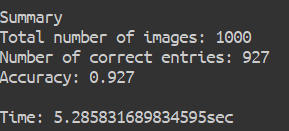 Summary
Total number of images: 1000
Number of correct entries: 927
Accuracy: 0.927
Time: 5.285831689834595sec